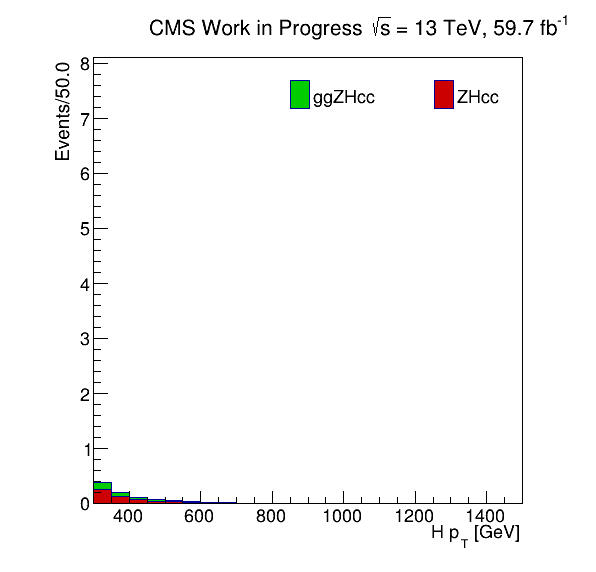 CMS Work in Progress √s = 13 TeV, 59.7 fb⁻¹
Events/50.0
ggZHcc ZHcc
8
7
6
5
4
3
2
1
0
400 600 800 1000 1200 1400
H p_T [GeV]